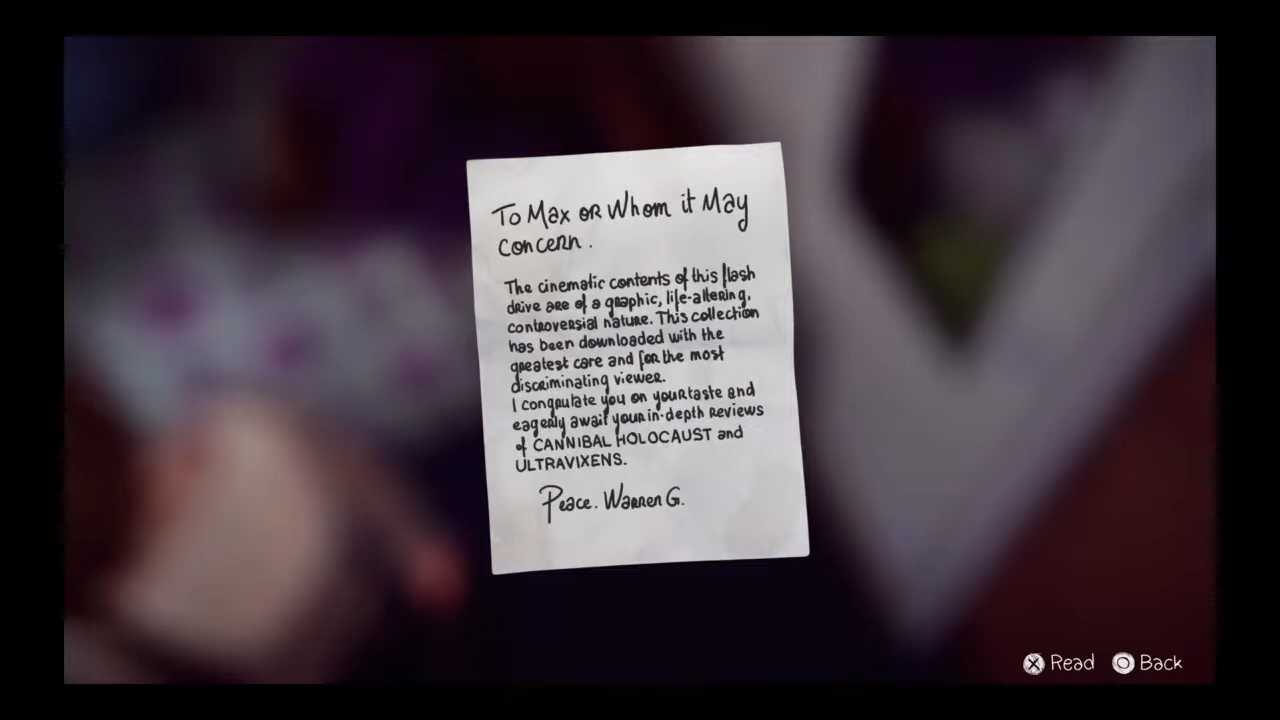 To Max or Whom it May
concern.
The cinematic contents of this flash
drive are of a graphic, life-altering,
controversial nature. This collection
has been downloaded with the
greatest care and for the most
discriminating viewer.
I congrulate you on your taste and
eagerly await your in-depth reviews
of CANNIBAL HOLOCAUST and
ULTRAVIXENS.
Peace. Warren G.
Read Back